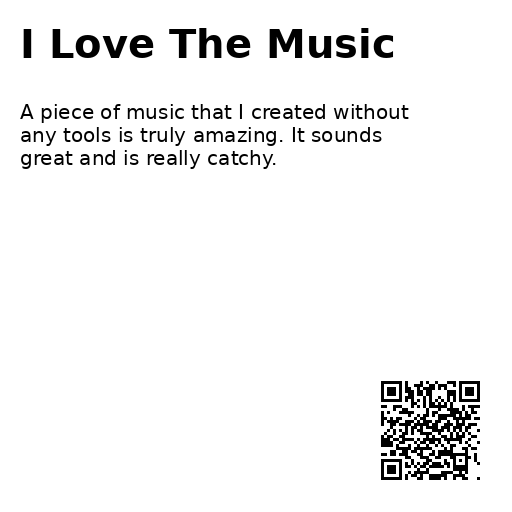 I Love The Music
A piece of music that I created without
any tools is truly amazing. It sounds
great and is really catchy.